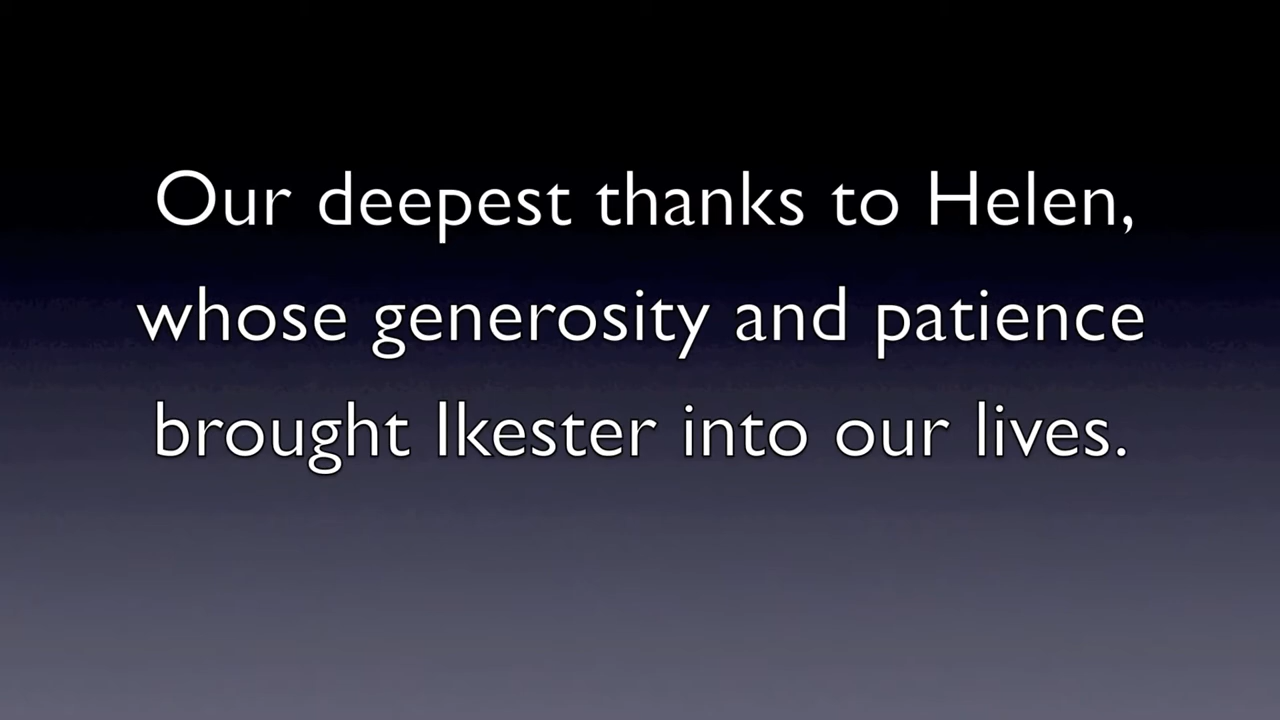 Our deepest thanks to Helen,
whose generosity and patience
brought Ikester into our lives.